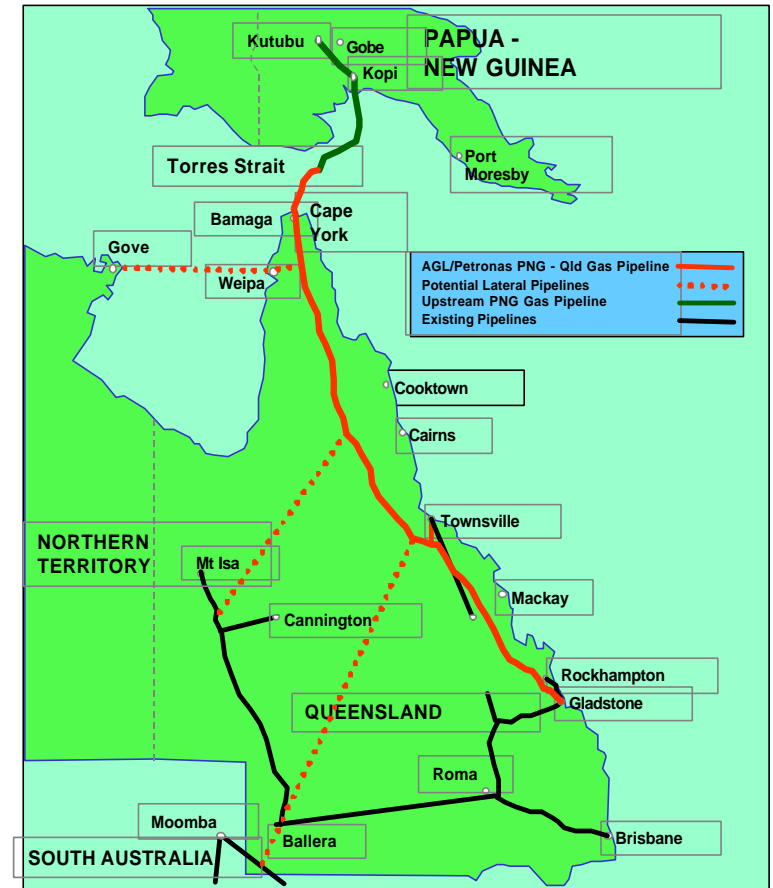 Kutubu
Gobe
PAPUA -
NEW GUINEA
Kopi
Torres Strait
Port
Moresby
Bamaga
Cape
York
Gove
Weipa
AGL/Petronas PNG - Qld Gas Pipeline
Potential Lateral Pipelines
Upstream PNG Gas Pipeline
Existing Pipelines
Cooktown
Cairns
Townsville
NORTHERN
TERRITORY
Mt Isa
Mackay
Cannington
Rockhampton
Gladstone
QUEENSLAND
Roma
Moomba
Ballera
Brisbane
SOUTH AUSTRALIA